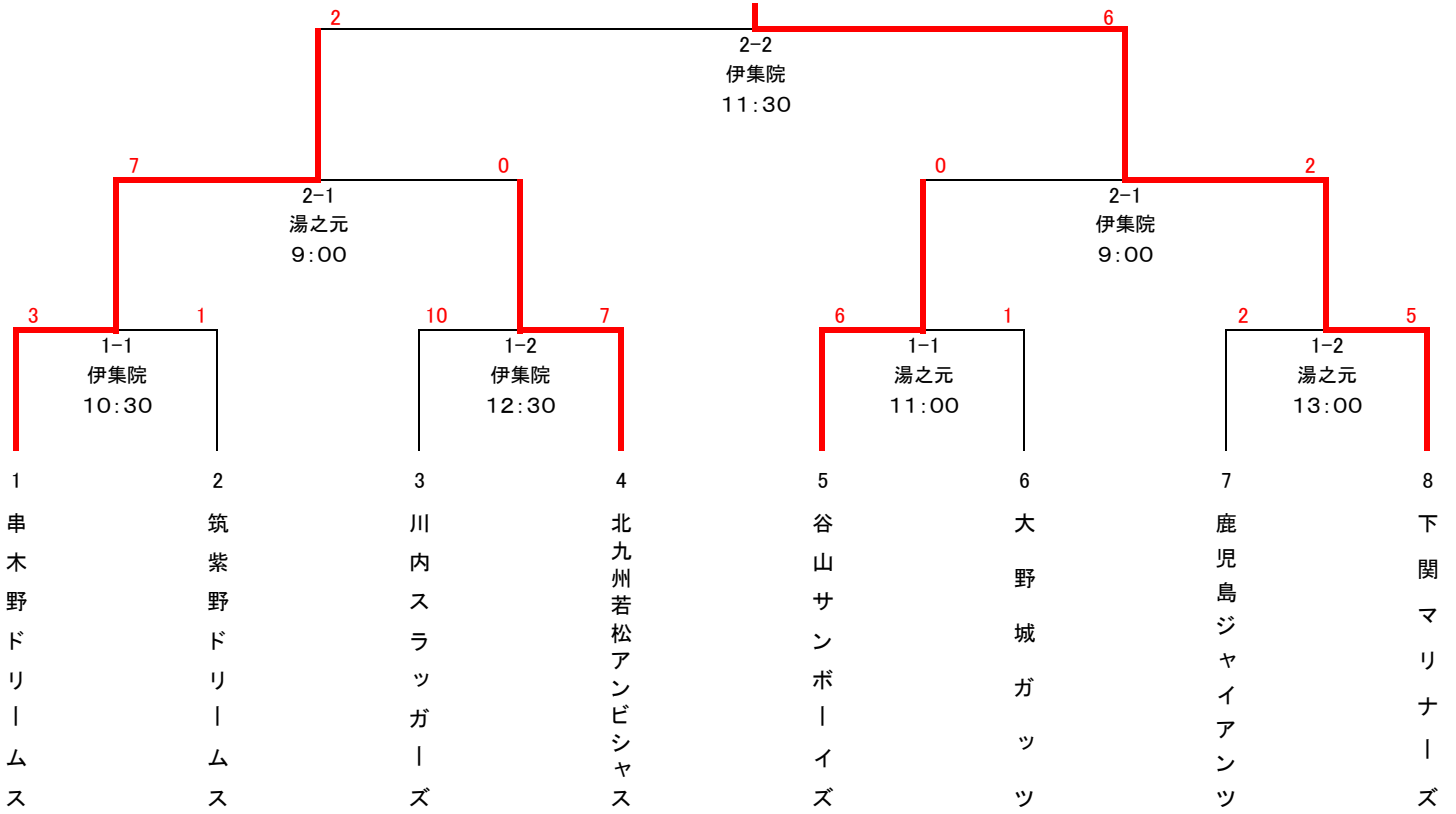 2 6
2-2
伊集院
11:30
7 0 0 2
2-1 2-1
湯之元 伊集院
9:00 9:00
3 1 10 7 6 1 2 5
1-1 1-2 1-1 1-2
伊集院 伊集院 湯之元 湯之元
10:30 12:30 11:00 13:00
1 2 3 4 5 6 7 8
串木野ドリームス
筑紫野ドリームス
川内スラッガーズ
北九州若松アンビシャス
谷山サンボーイズ
大野城ガッツ
鹿児島ジャイアンツ
下関マリナーズ